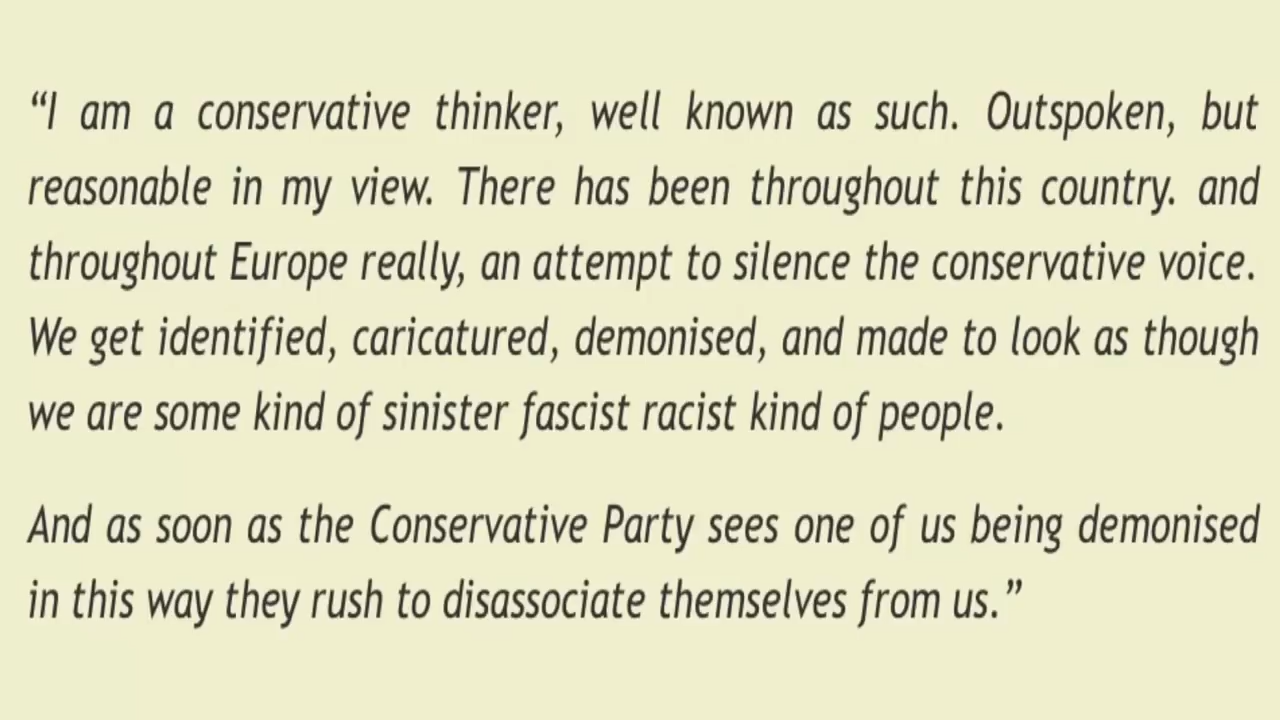 “I am a conservative thinker, well known as such. Outspoken, but
reasonable in my view. There has been throughout this country. and
throughout Europe really, an attempt to silence the conservative voice.
We get identified, caricatured, demonised, and made to look as though
we are some kind of sinister fascist racist kind of people.
And as soon as the Conservative Party sees one of us being demonised
in this way they rush to disassociate themselves from us.”